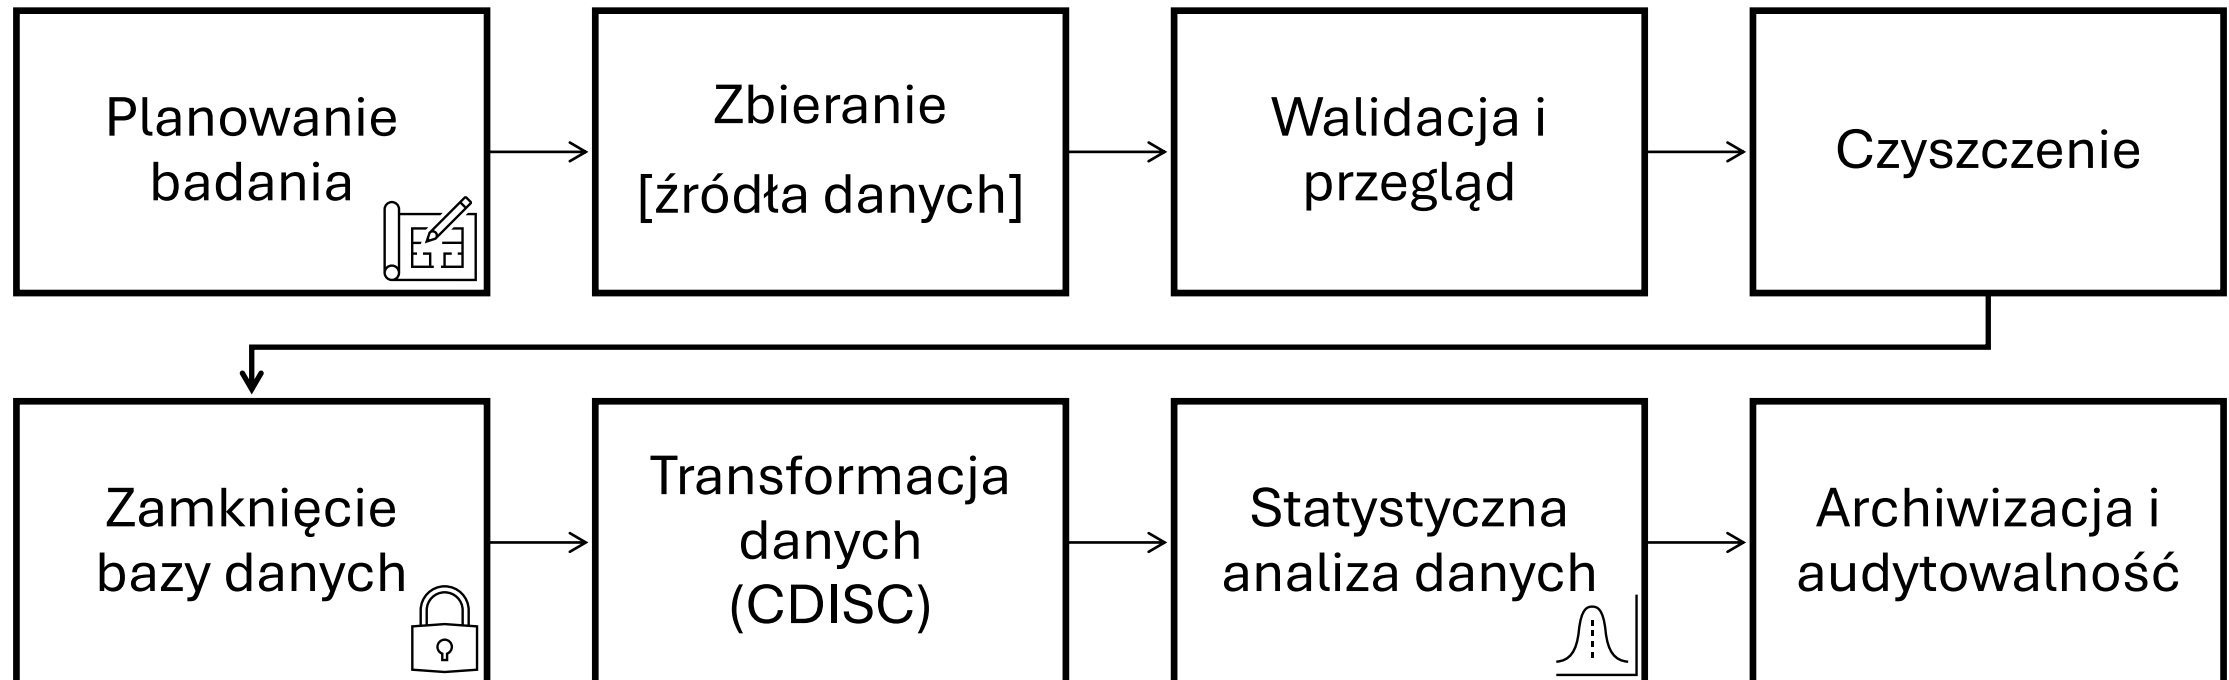 Planowanie
badania
Zbieranie
[źródła danych]
Walidacja i
przegląd
Czyszczenie
Zamknięcie
bazy danych
Transformacja
danych
(CDISC)
Statystyczna
analiza danych
Archiwizacja i
audytowalność